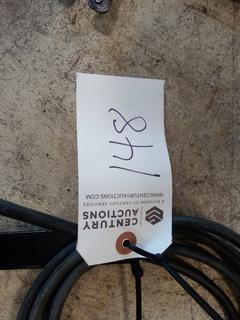 CENTURY
AUCTIONS
A DIVISION OF CENTURY SERVICES
WWW.CENTURYAUCTIONS.COM
148